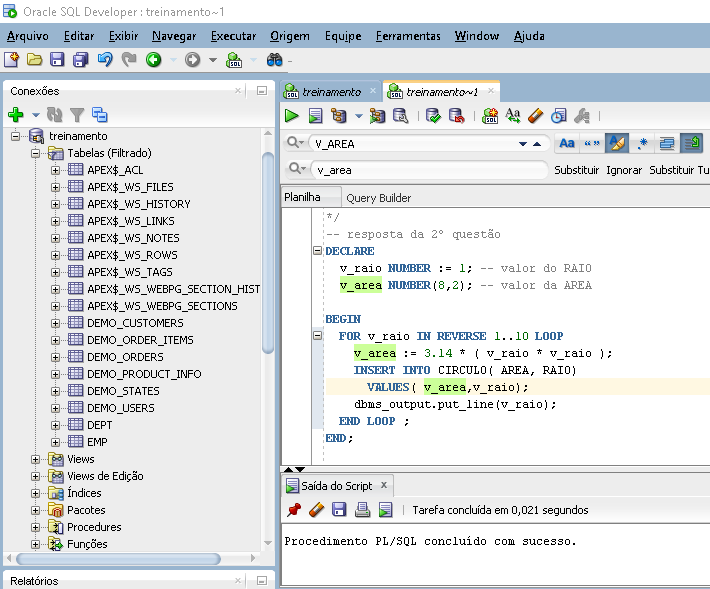 Oracle SQL Developer : treinamento~1
Arquivo Editar Exibir Navegar Executar Origem Equipe Ferramentas Window Ajuda
Conexões
treinamento
Tabelas (Filtrado)
APEX$_ACL
APEX$_WS_FILES
APEX$_WS_HISTORY
APEX$_WS_LINKS
APEX$_WS_NOTES
APEX$_WS_ROWS
APEX$_WS_TAGS
APEX$_WS_WEBPG_SECTION_HIST
APEX$_WS_WEBPG_SECTIONS
DEMO_CUSTOMERS
DEMO_ORDER_ITEMS
DEMO_ORDERS
DEMO_PRODUCT_INFO
DEMO_STATES
DEMO_USERS
DEPT
EMP
Views
Views de Edição
Índices
Pacotes
Procedures
Funções
Relatórios
treinamento treinamento~1
V_AREA Aa “” .*
v_area Substituir Ignorar Substituir Tu
Planilha Query Builder
*/
-- resposta da 2º questão
DECLARE
v_raio NUMBER := 1; -- valor do RAIO
v_area NUMBER(8,2); -- valor da AREA
BEGIN
FOR v_raio IN REVERSE 1..10 LOOP
v_area := 3.14 * ( v_raio * v_raio );
INSERT INTO CIRCULO( AREA, RAIO)
VALUES( v_area,v_raio);
dbms_output.put_line(v_raio);
END LOOP ;
END;
Saída do Script
Tarefa concluída em 0,021 segundos
Procedimento PL/SQL concluído com sucesso.